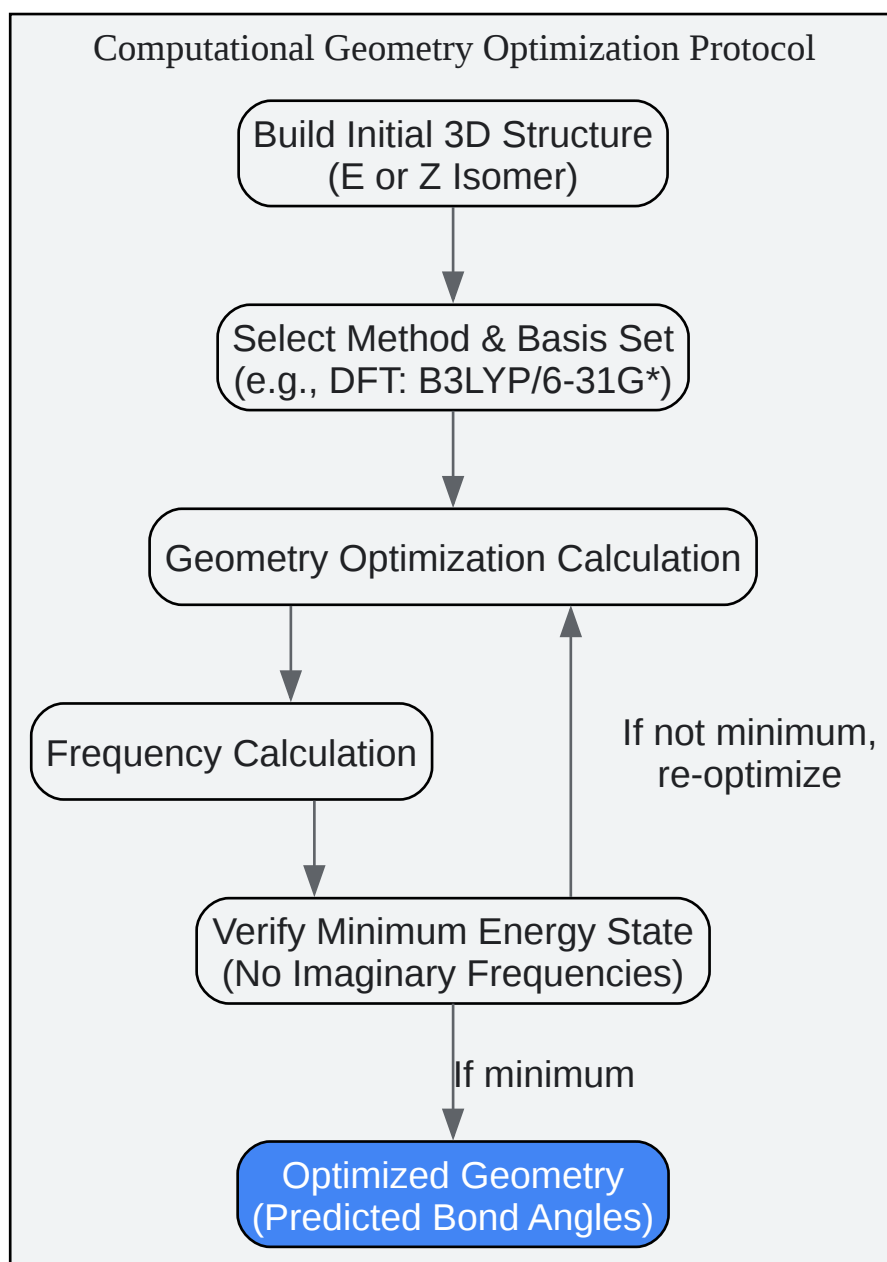 Computational Geometry Optimization Protocol
Build Initial 3D Structure
(E or Z Isomer)
Select Method & Basis Set
(e.g., DFT: B3LYP/6-31G*)
Geometry Optimization Calculation
Frequency Calculation
If not minimum,
re-optimize
Verify Minimum Energy State
(No Imaginary Frequencies)
If minimum
Optimized Geometry
(Predicted Bond Angles)